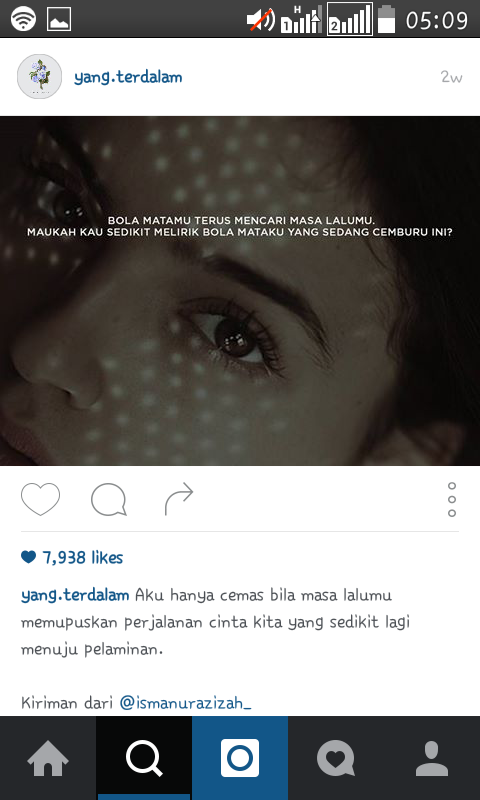 H
1
2
05:09
yang.terdalam
2w
BOLA MATAMU TERUS MENCARI MASA LALUMU.
MAUKAH KAU SEDIKIT MELIRIK BOLA MATAKU YANG SEDANG CEMBURU INI?
7,938 likes
yang.terdalam Aku hanya cemas bila masa lalumu
memupuskan perjalanan cinta kita yang sedikit lagi
menuju pelaminan.
Kiriman dari @ismanurazizah_